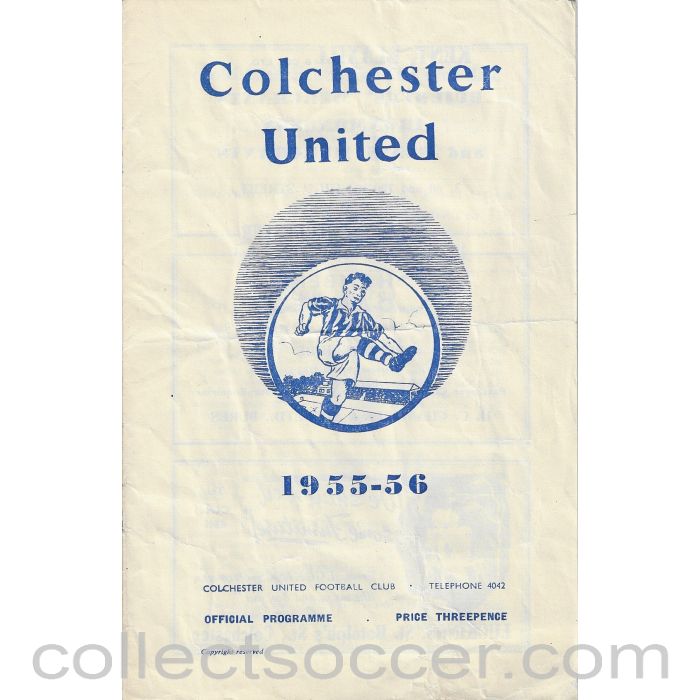 Colchester
United
1955-56
COLCHESTER UNITED FOOTBALL CLUB · TELEPHONE 4042
OFFICIAL PROGRAMME · PRICE THREEPENCE
Copyright reserved
collectsoccer.com